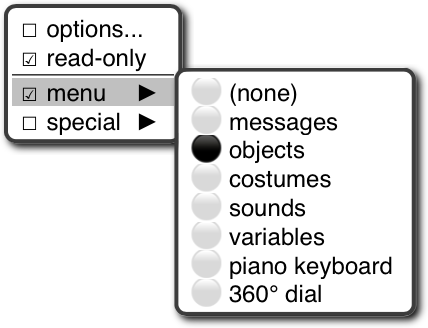 options...
read-only
menu
special
(none)
messages
objects
costumes
sounds
variables
piano keyboard
360° dial